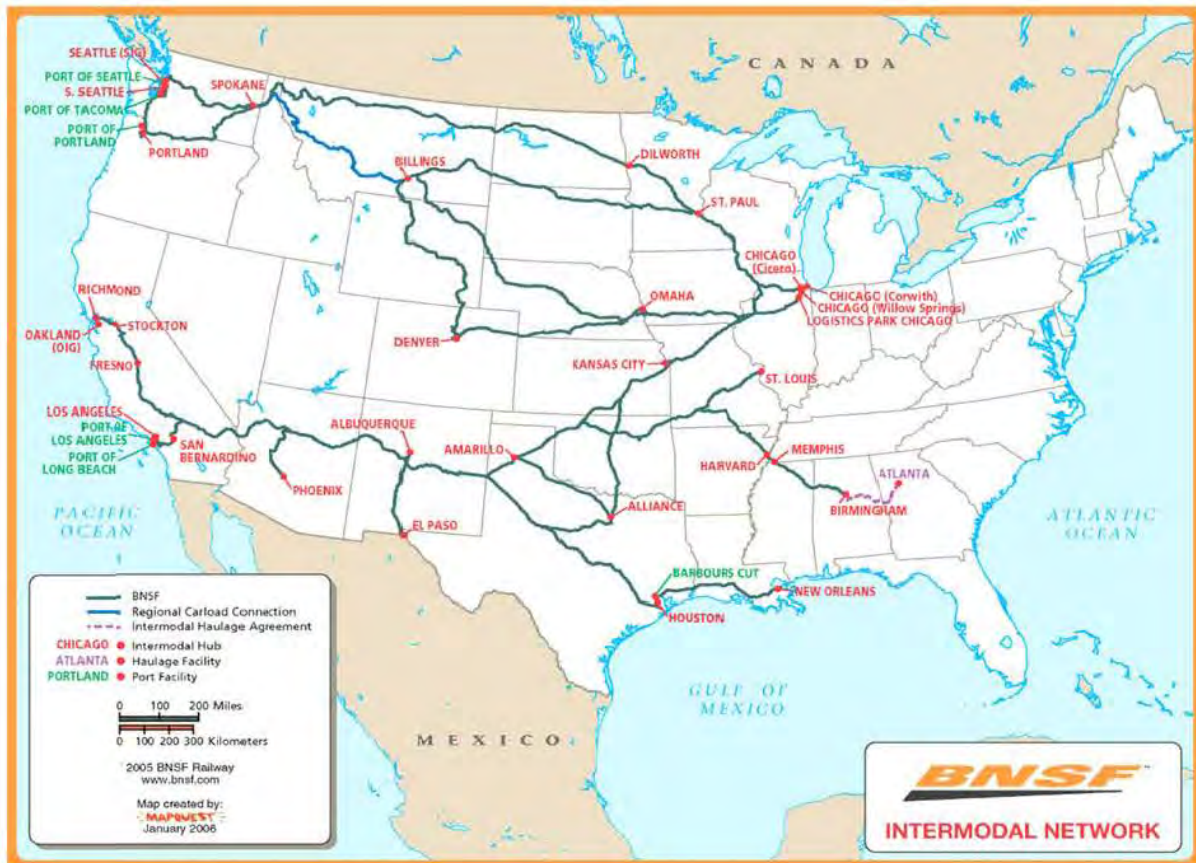 CANADA
SEATTLE (SIG)
PORT OF SEATTLE
S. SEATTLE
PORT OF TACOMA
PORT OF
PORTLAND
PORTLAND
SPOKANE
BILLINGS
DILWORTH
ST. PAUL
CHICAGO
(Cicero)
CHICAGO (Corwith)
CHICAGO (Willow Springs)
LOGISTICS PARK CHICAGO
OMAHA
DENVER
KANSAS CITY
ST. LOUIS
RICHMOND
OAKLAND
(OIG)
STOCKTON
FRESNO
LOS ANGELES
PORT OF
LOS ANGELES
PORT OF
LONG BEACH
SAN
BERNARDINO
PHOENIX
ALBUQUERQUE
AMARILLO
EL PASO
ALLIANCE
HARVARD
MEMPHIS
ATLANTA
BIRMINGHAM
BARBOURS CUT
HOUSTON
NEW ORLEANS
PACIFIC
OCEAN
ATLANTIC
OCEAN
GULF OF
MEXICO
MEXICO
BNSF
Regional Carload Connection
Intermodal Haulage Agreement
CHICAGO Intermodal Hub
ATLANTA Haulage Facility
PORTLAND Port Facility
0 100 200 Miles
0 100 200 300 Kilometers
2005 BNSF Railway
www.bnsf.com
Map created by:
MAPQUEST
January 2006
BNSF
INTERMODAL NETWORK